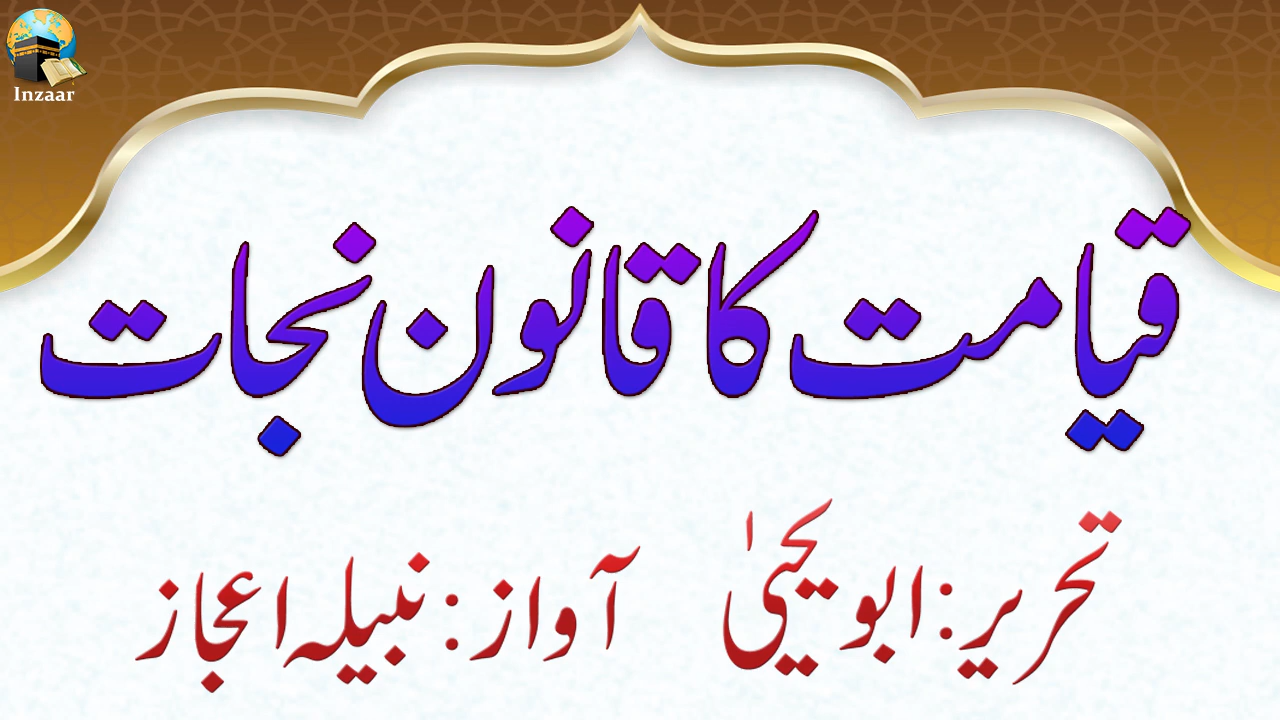 Inzaar
قیامت کا قانون نجات
تحریر: ابویحییٰ آواز: نبیلہ اعجاز